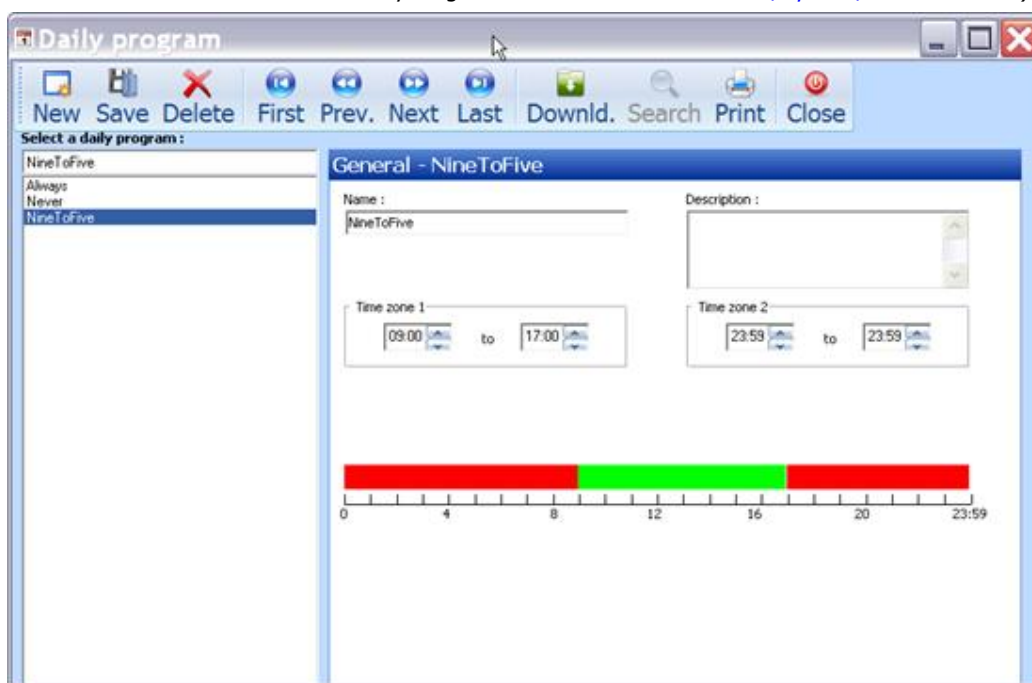 Daily program
New Save Delete First Prev. Next Last Downld. Search Print Close
Select a daily program :
NineToFive
Always
Never
NineToFive
General - NineToFive
Name :
NineToFive
Description :
Time zone 1
09:00 to 17:00
Time zone 2
23:59 to 23:59
0 4 8 12 16 20 23:59